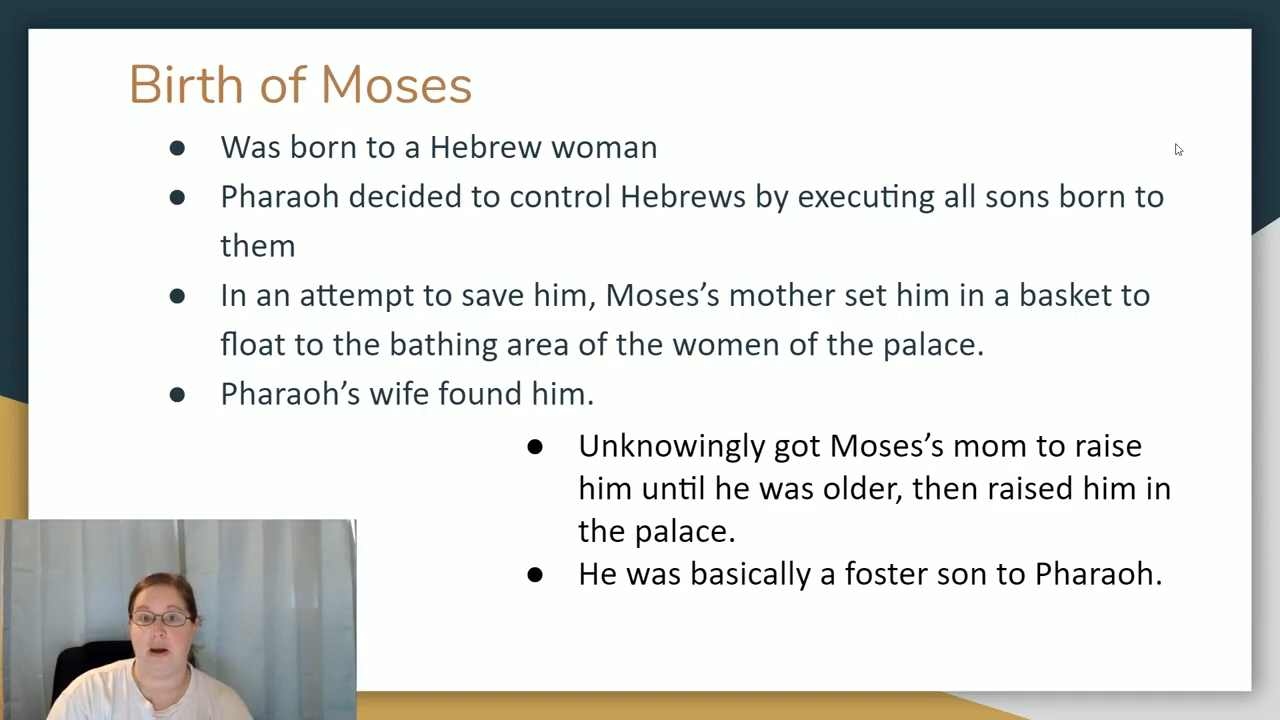 Birth of Moses
● Was born to a Hebrew woman
● Pharaoh decided to control Hebrews by executing all sons born to
them
● In an attempt to save him, Moses’s mother set him in a basket to
float to the bathing area of the women of the palace.
● Pharaoh’s wife found him.
● Unknowingly got Moses’s mom to raise
him until he was older, then raised him in
the palace.
● He was basically a foster son to Pharaoh.